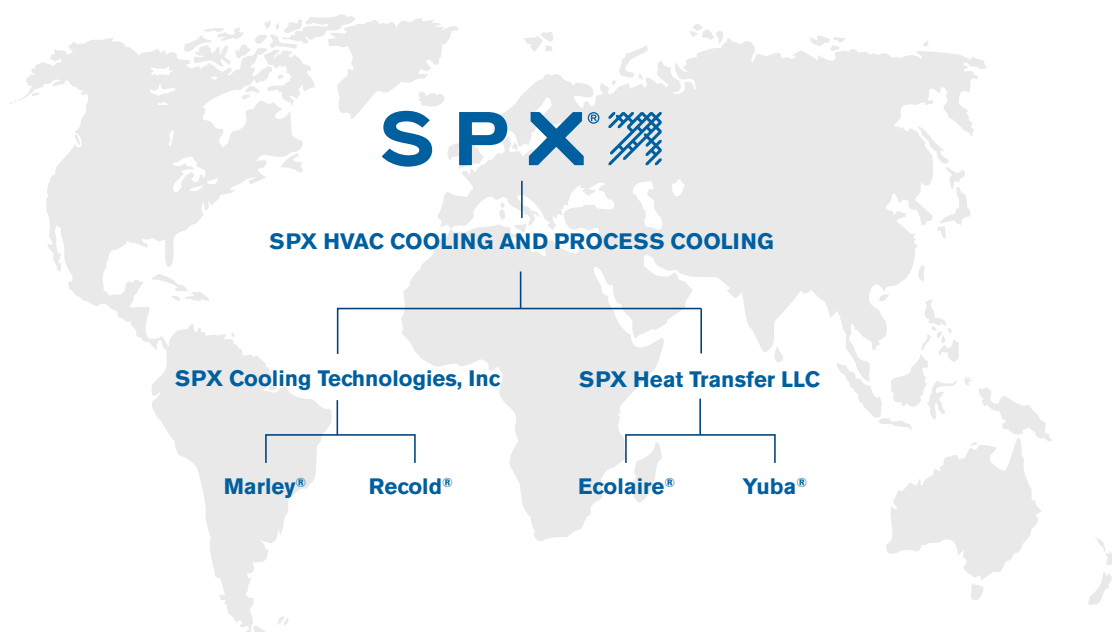 SPX®
SPX HVAC COOLING AND PROCESS COOLING
SPX Cooling Technologies, Inc
SPX Heat Transfer LLC
Marley®
Recold®
Ecolaire®
Yuba®